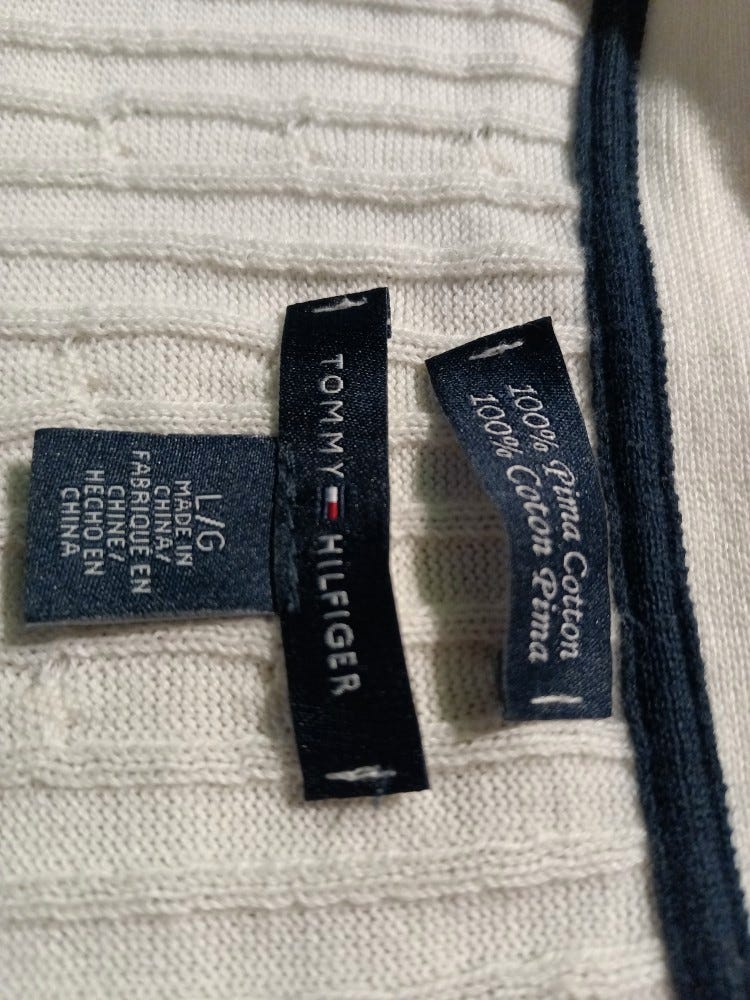 TOMMY HILFIGER
100% Pima Cotton
100% Coton Pima
L/G
MADE IN
CHINA/
FABRIQUE EN
CHINE/
HECHO EN
CHINA